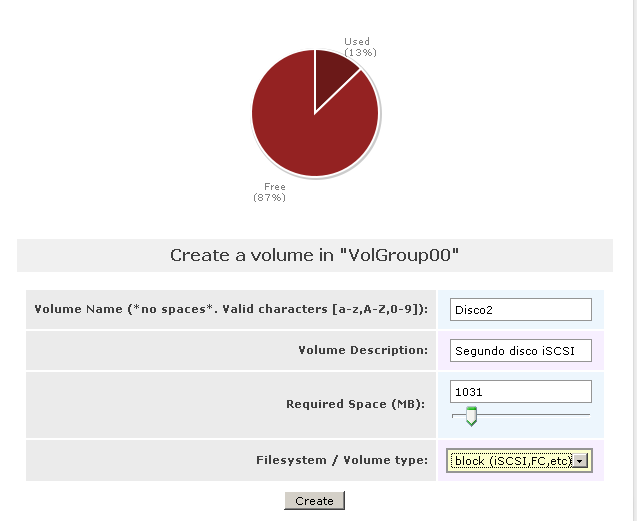 Used
(13%)
Free
(87%)
Create a volume in "VolGroup00"
Volume Name (*no spaces*. Valid characters [a-z,A-Z,0-9]):
Disco2
Volume Description:
Segundo disco iSCSI
Required Space (MB):
1031
Filesystem / Volume type:
block (iSCSI,FC,etc)
Create